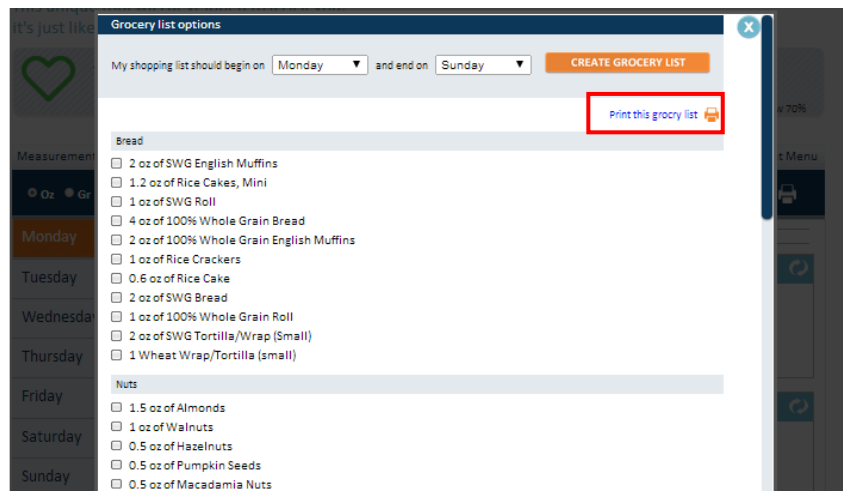 it's just like
Grocery list options
X
My shopping list should begin on Monday and end on Sunday CREATE GROCERY LIST
Print this grocry list
w 70%
Bread
Measurement
t Menu
2 oz of SWG English Muffins
1.2 oz of Rice Cakes, Mini
Oz Gr
1 oz of SWG Roll
4 oz of 100% Whole Grain Bread
Monday
2 oz of 100% Whole Grain English Muffins
1 oz of Rice Crackers
Tuesday
0.6 oz of Rice Cake
2 oz of SWG Bread
Wednesda
1 oz of 100% Whole Grain Roll
2 oz of SWG Tortilla/Wrap (Small)
Thursday
1 Wheat Wrap/Tortilla (small)
Nuts
Friday
1.5 oz of Almonds
1 oz of Walnuts
Saturday
0.5 oz of Hazelnuts
0.5 oz of Pumpkin Seeds
Sunday
0.5 oz of Macadamia Nuts